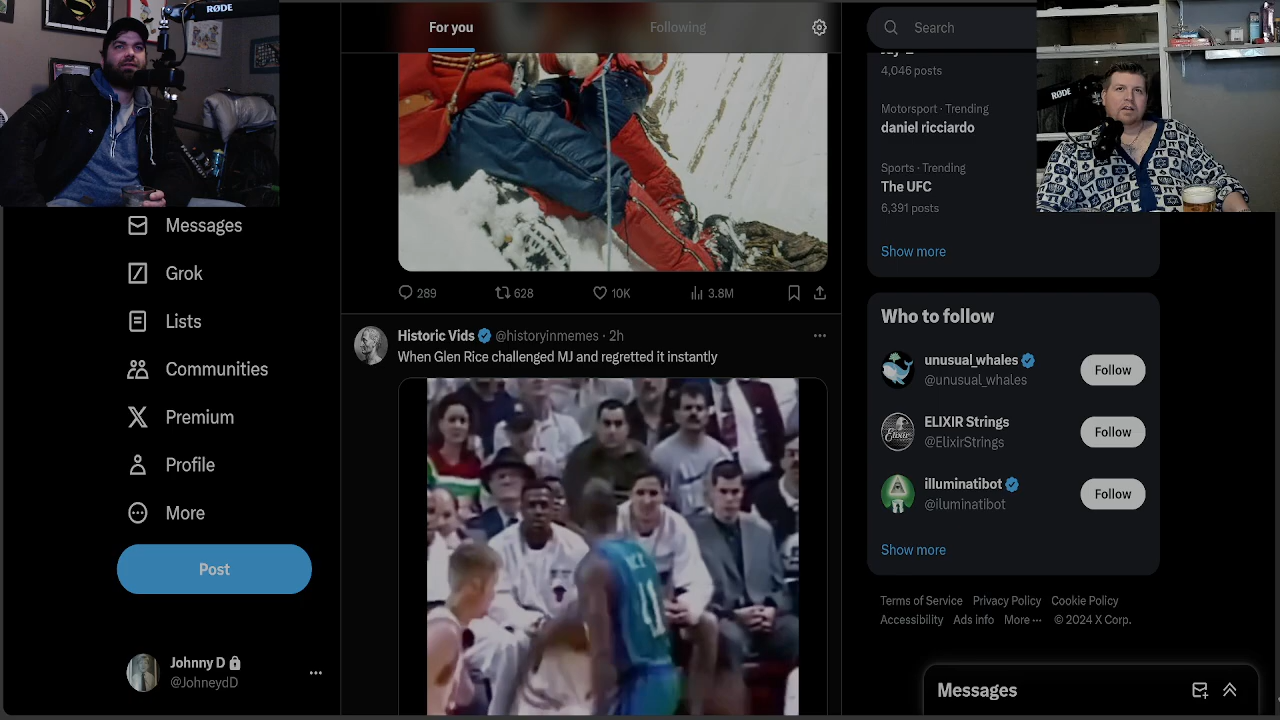 RØDE
Messages
Grok
Lists
Communities
Premium
Profile
More
Post
Johnny D
@JohneydD
For you
Following
289
628
10K
3.8M
Historic Vids @historyinmemes · 2h
When Glen Rice challenged MJ and regretted it instantly
Search
4,046 posts
Motorsport · Trending
daniel ricciardo
Sports · Trending
The UFC
6,391 posts
Show more
Who to follow
unusual_whales
@unusual_whales
Follow
ELIXIR Strings
@ElixirStrings
Follow
illuminatibot
@iluminatibot
Follow
Show more
Terms of Service Privacy Policy Cookie Policy
Accessibility Ads info More ··· © 2024 X Corp.
Messages
RØDE